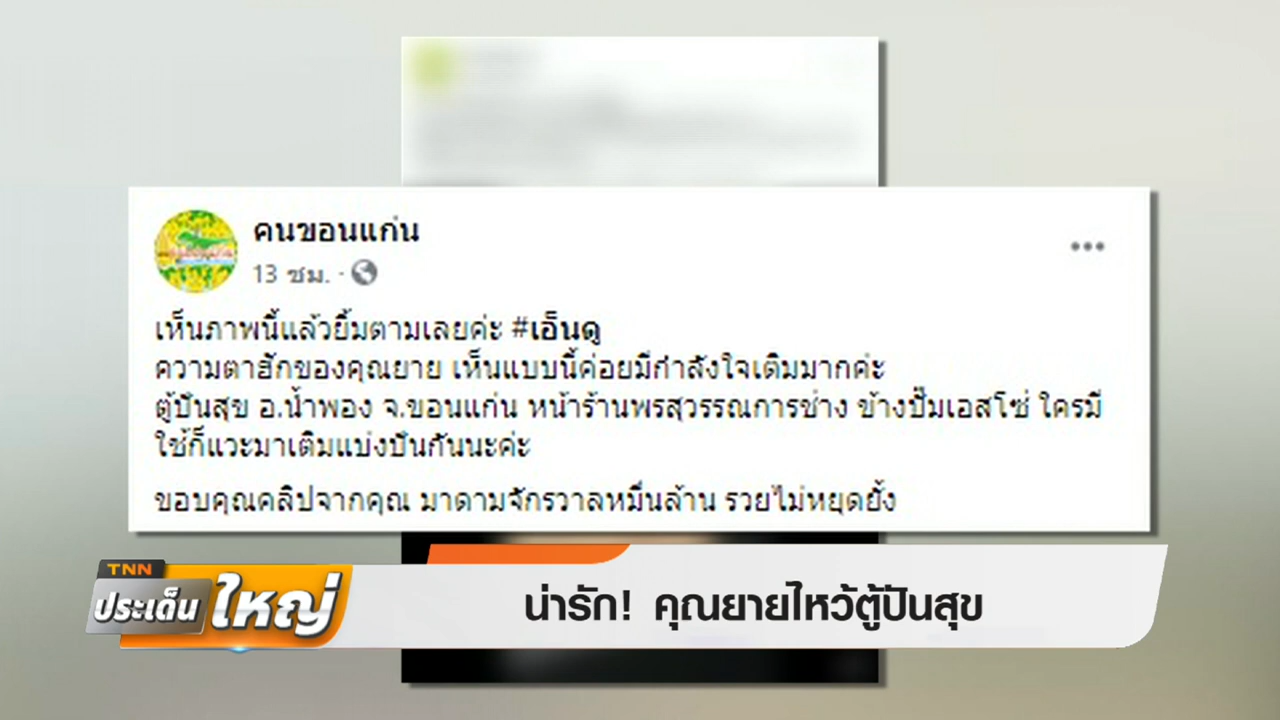 คนขอนแก่น
13 ชม. ·
เห็นภาพนี้แล้วยิ้มตามเลยค่ะ #เอ็นดู
ความตาฮักของคุณยาย เห็นแบบนี้ค่อยมีกำลังใจเติมมากค่ะ
ตู้ปันสุข อ.น้ำพอง จ.ขอนแก่น หน้าร้านพรสุวรรณการช่าง ข้างปั๊มเอสโซ่ ใครมี
ใช้ก็แวะมาเติมแบ่งปันกันนะค่ะ
ขอบคุณคลิปจากคุณ มาดามจักรวาลหมื่นล้าน รวยไม่หยุดยั้ง
TNN
ประเด็นใหญ่
น่ารัก! คุณยายไหว้ตู้ปันสุข